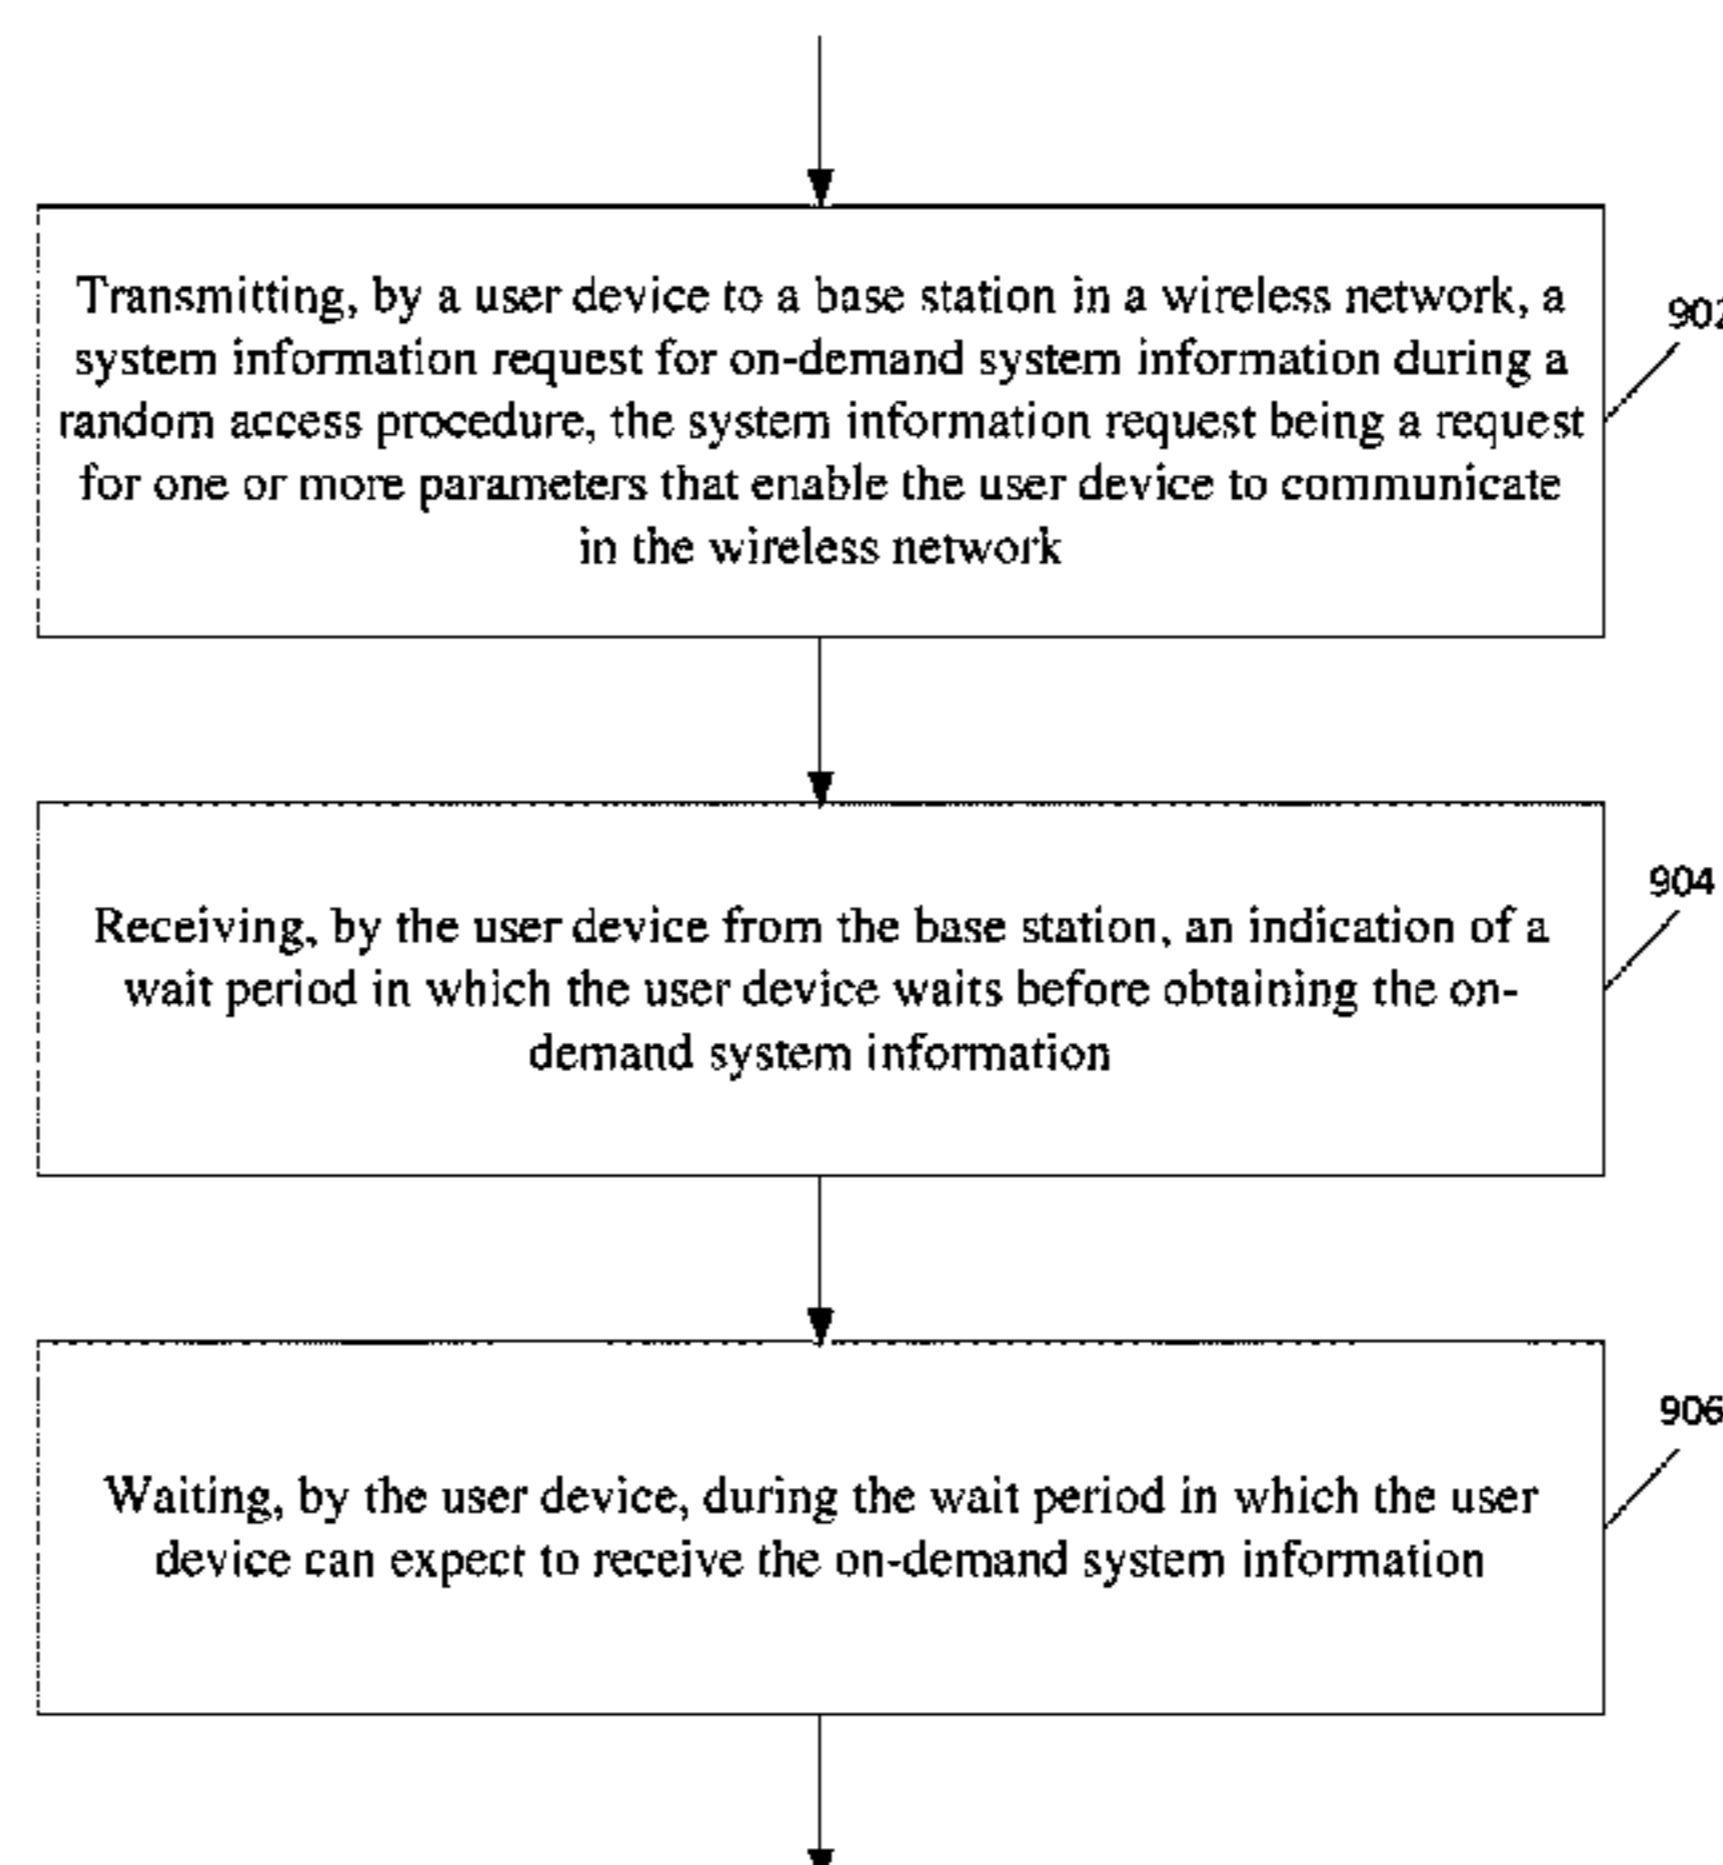 Transmitting, by a user device to a base station in a wireless network, a
system information request for on-demand system information during a
random access procedure, the system information request being a request
for one or more parameters that enable the user device to communicate
in the wireless network
902
Receiving, by the user device from the base station, an indication of a
wait period in which the user device waits before obtaining the on-
demand system information
904
Waiting, by the user device, during the wait period in which the user
device can expect to receive the on-demand system information
906